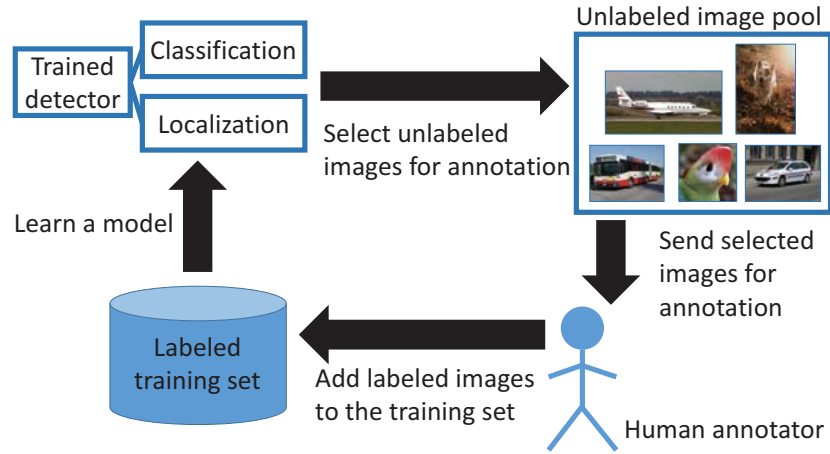 Unlabeled image pool
Classification
Trained
detector
Localization
Select unlabeled
images for annotation
Learn a model
Send selected
images for
annotation
Labeled
training set
Add labeled images
to the training set
Human annotator